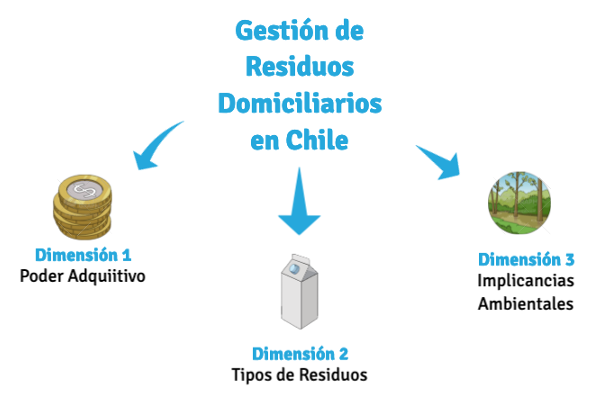 Gestión de
Residuos
Domiciliarios
en Chile
Dimensión 1
Poder Adquiitivo
Dimensión 2
Tipos de Residuos
Dimensión 3
Implicancias
Ambientales